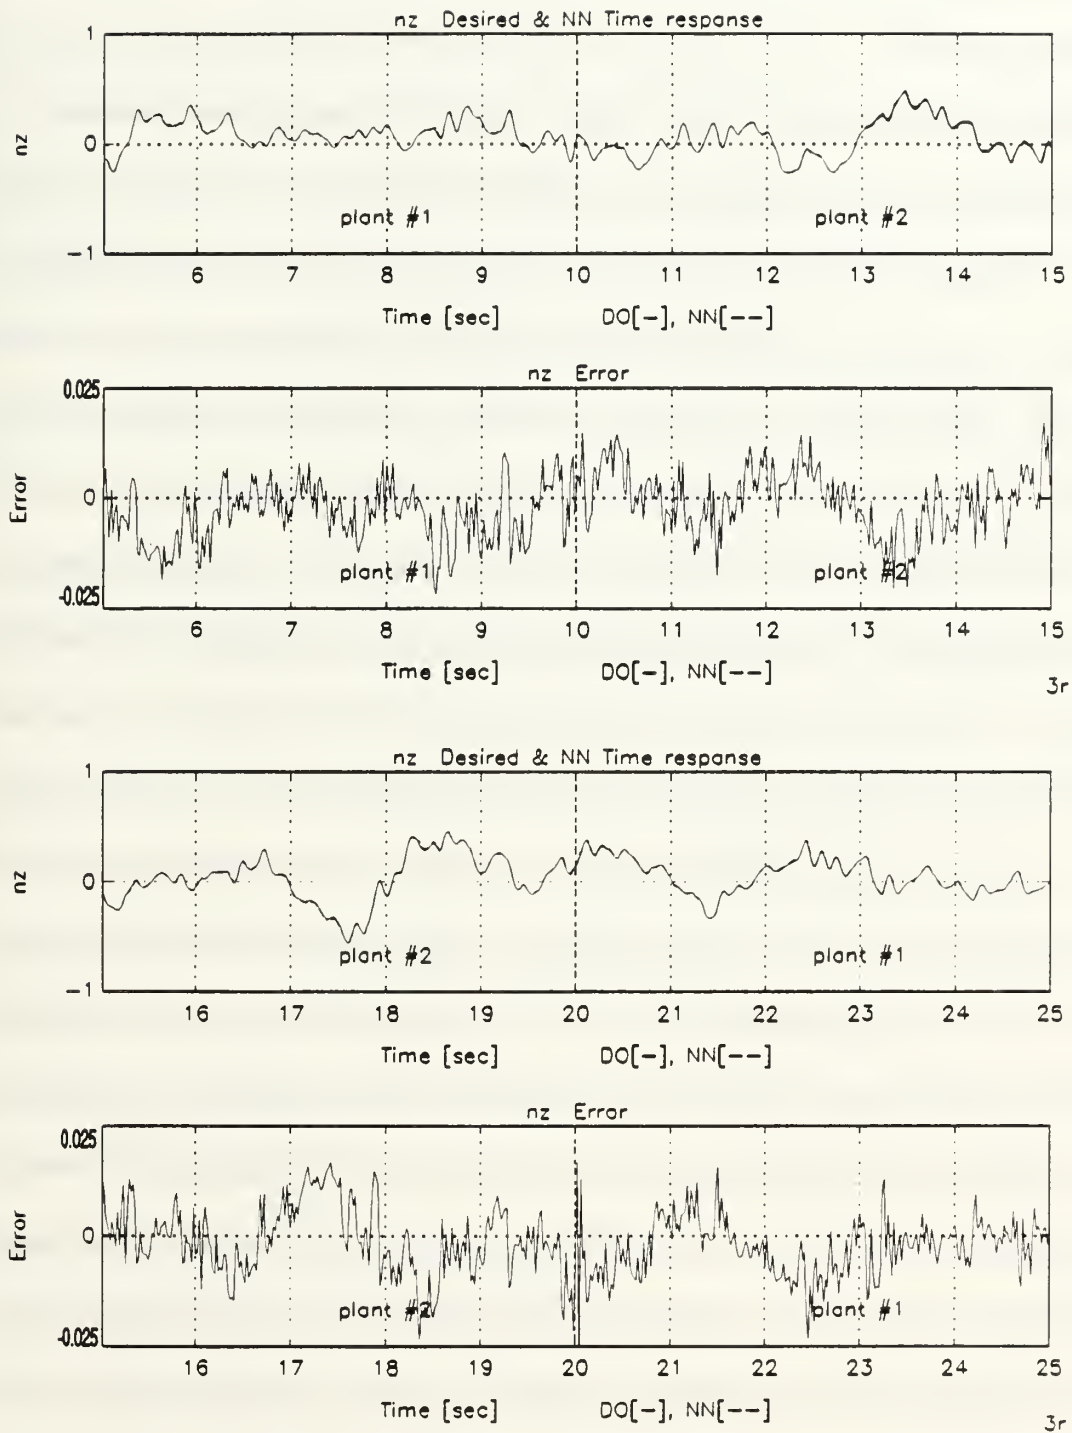 nz Desired & NN Time response
1
nz
0
plant #1 plant #2
-1
6 7 8 9 10 11 12 13 14 15
Time [sec] DO[-], NN[--]
nz Error
0.025
Error
0
plant #1 plant #2
-0.025
6 7 8 9 10 11 12 13 14 15
Time [sec] DO[-], NN[--]
3r
nz Desired & NN Time response
1
nz
0
plant #2 plant #1
-1
16 17 18 19 20 21 22 23 24 25
Time [sec] DO[-], NN[--]
nz Error
0.025
Error
0
plant #2 plant #1
-0.025
16 17 18 19 20 21 22 23 24 25
Time [sec] DO[-], NN[--]
3r